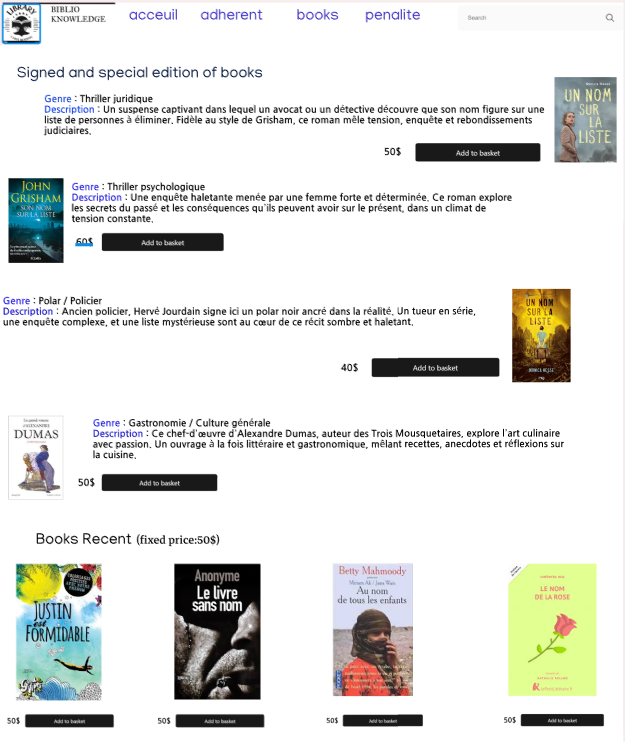 LIBRARY
BIBLIO
KNOWLEDGE
acceuil adherent books penalite
Search
Signed and special edition of books
Genre : Thriller juridique
Description : Un suspense captivant dans lequel un avocat ou un détective découvre que son nom figure sur une
liste de personnes à éliminer. Fidèle au style de Grisham, ce roman mêle tension, enquête et rebondissements
judiciaires.
50$ Add to basket
UN NOM
SUR
LA
LISTE
JOHN
GRISHAM
SON NOM
SUR LA LISTE
Genre : Thriller psychologique
Description : Une enquête haletante menée par une femme forte et déterminée. Ce roman explore
les secrets du passé et les conséquences qu'ils peuvent avoir sur le présent, dans un climat de
tension constante.
60$ Add to basket
Genre : Polar / Policier
Description : Ancien policier, Hervé Jourdain signe ici un polar noir ancré dans la réalité. Un tueur en série,
une enquête complexe, et une liste mystérieuse sont au cœur de ce récit sombre et haletant.
40$ Add to basket
UN NOM
SUR LA
LISTE
MONICA HESSE
d'ALEXANDRE
DUMAS
Genre : Gastronomie / Culture générale
Description : Ce chef-d'œuvre d'Alexandre Dumas, auteur des Trois Mousquetaires, explore l'art culinaire
avec passion. Un ouvrage à la fois littéraire et gastronomique, mêlant recettes, anecdotes et réflexions sur
la cuisine.
50$ Add to basket
Books Recent (fixed price:50$)
JUSTIN
est
FORMIDABLE
Anonyme
Le livre
sans nom
Betty Mahmoody
Au nom
de tous les enfants
POCKET
LE NOM
DE LA ROSE
50$ Add to basket
50$ Add to basket
50$ Add to basket
50$ Add to basket